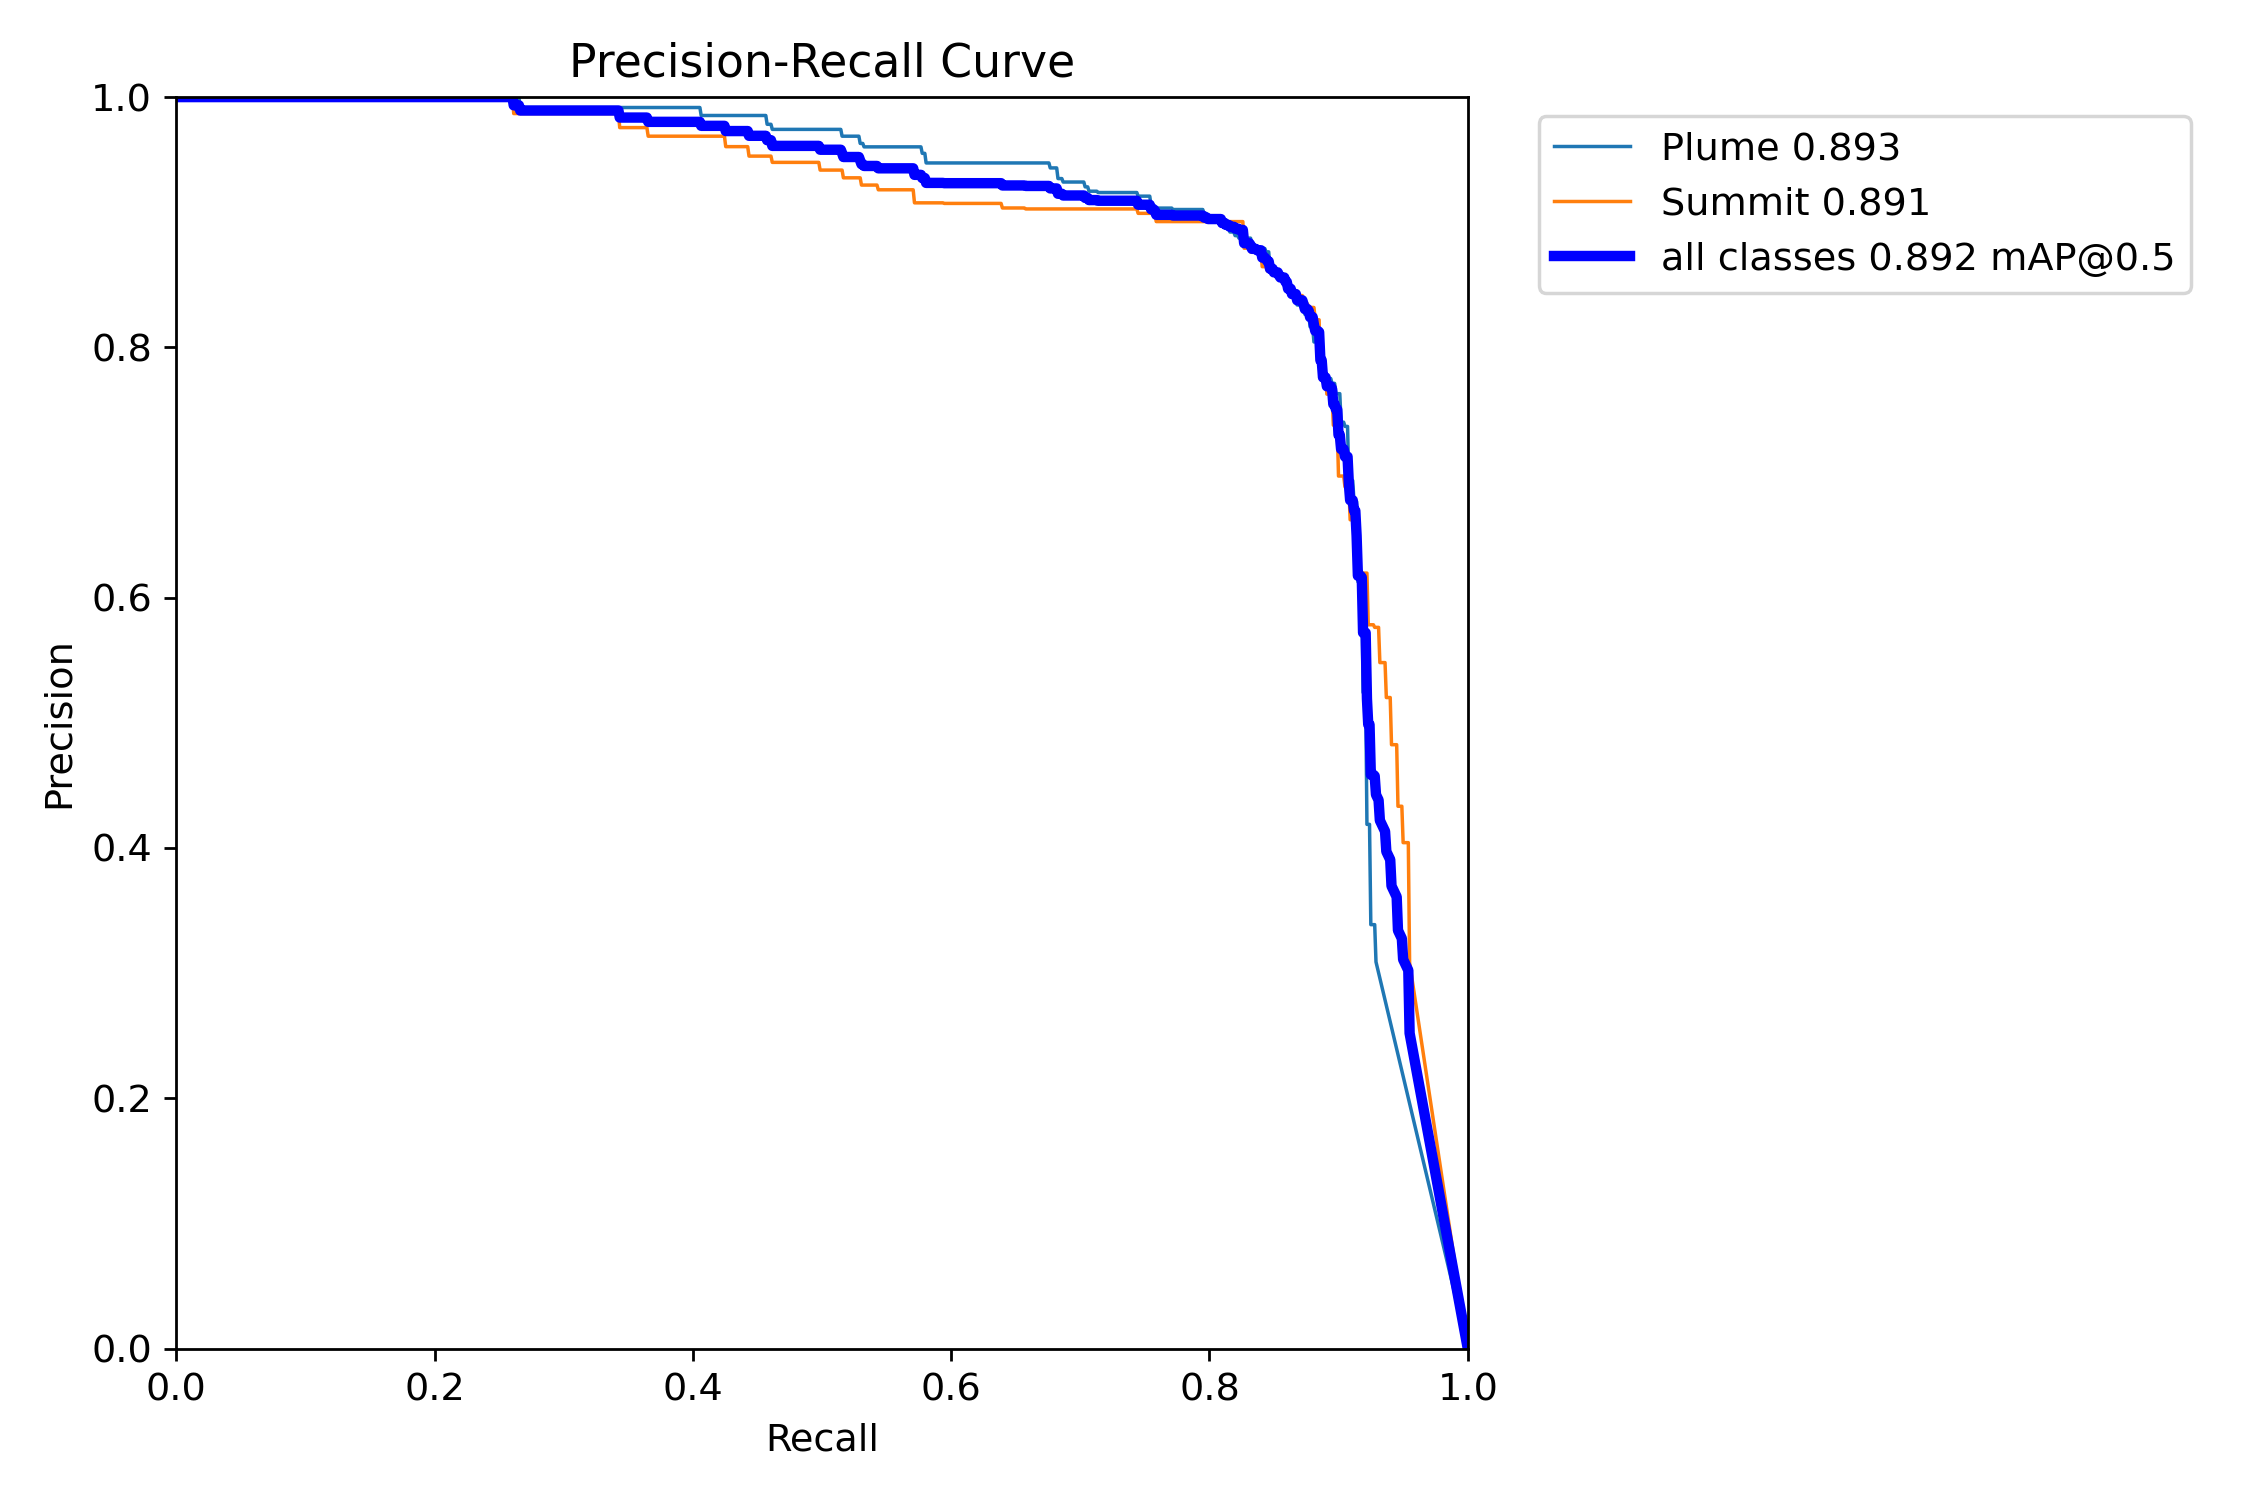 Precision-Recall Curve
1.0
0.8
0.6
0.4
0.2
0.0
Precision
0.0 0.2 0.4 0.6 0.8 1.0
Recall
Plume 0.893
Summit 0.891
all classes 0.892 mAP@0.5